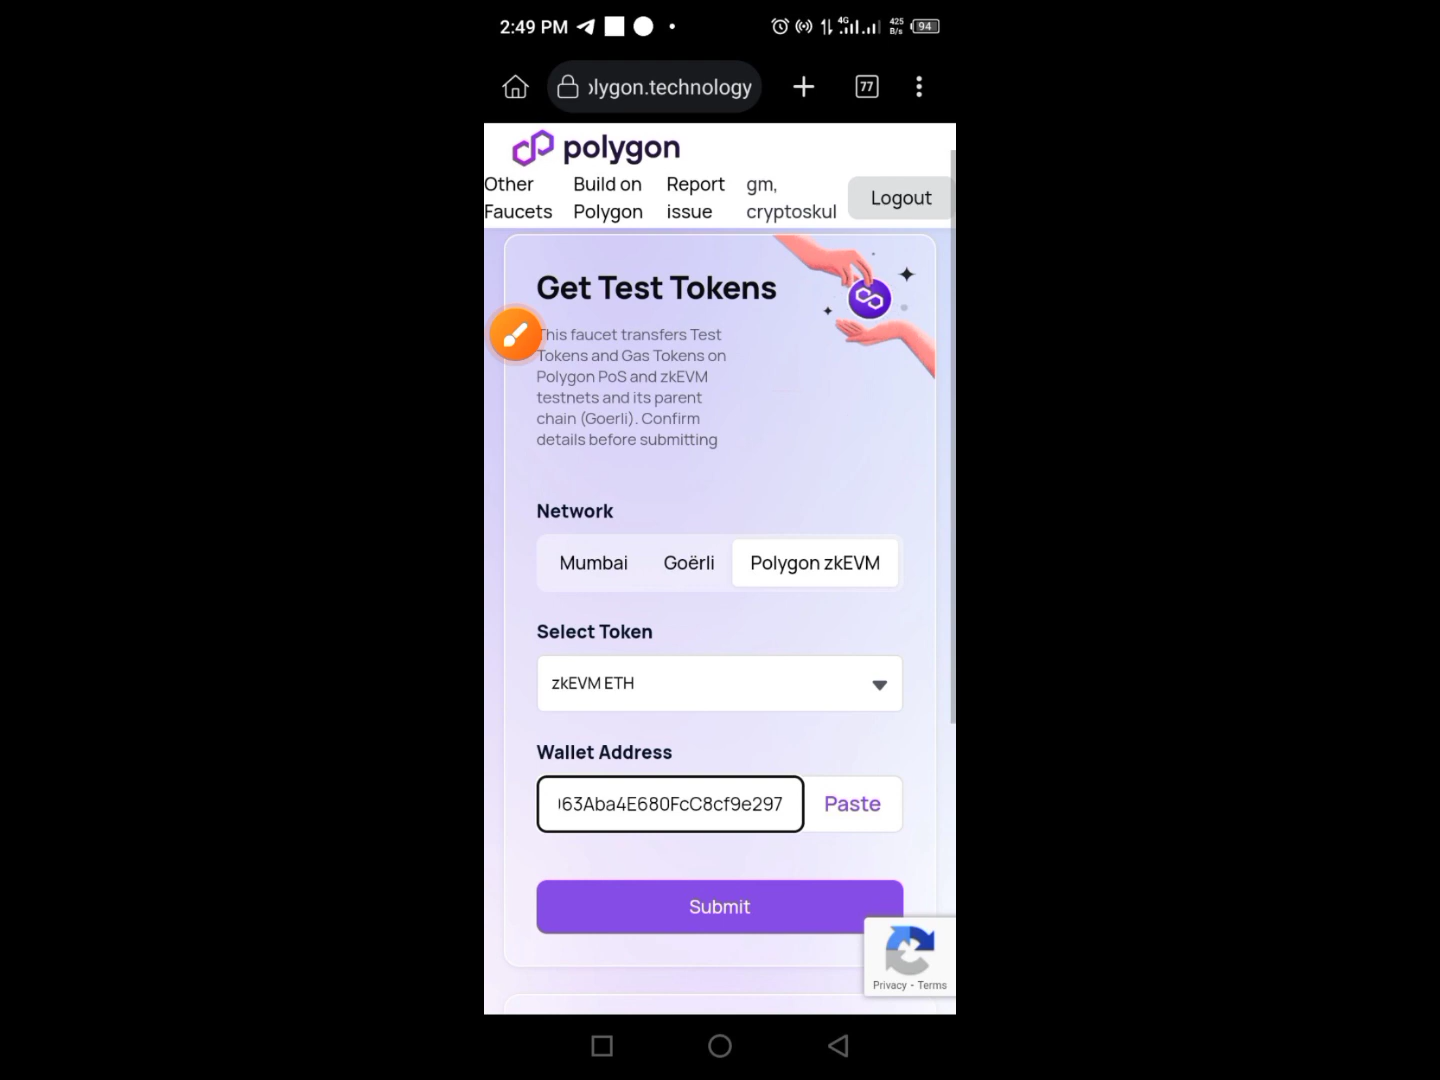 2:49 PM
4G
425
B/s
94
olygon.technology
77
polygon
Other
Faucets
Build on
Polygon
Report
issue
gm,
cryptoskul
Logout
Get Test Tokens
This faucet transfers Test
Tokens and Gas Tokens on
Polygon PoS and zkEVM
testnets and its parent
chain (Goerli). Confirm
details before submitting
Network
Mumbai
Goërli
Polygon zkEVM
Select Token
zkEVM ETH
Wallet Address
63Aba4E680FcC8cf9e297
Paste
Submit
Privacy - Terms